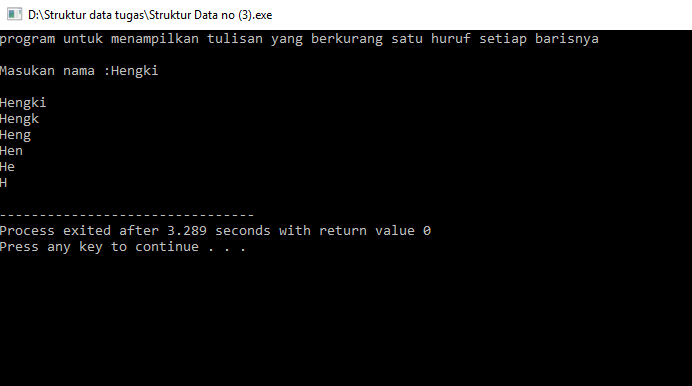 D:\Struktur data tugas\Struktur Data no (3).exe
program untuk menampilkan tulisan yang berkurang satu huruf setiap barisnya
Masukan nama :Hengki
Hengki
Hengk
Heng
Hen
He
H
--------------------------------
Process exited after 3.289 seconds with return value 0
Press any key to continue . . .